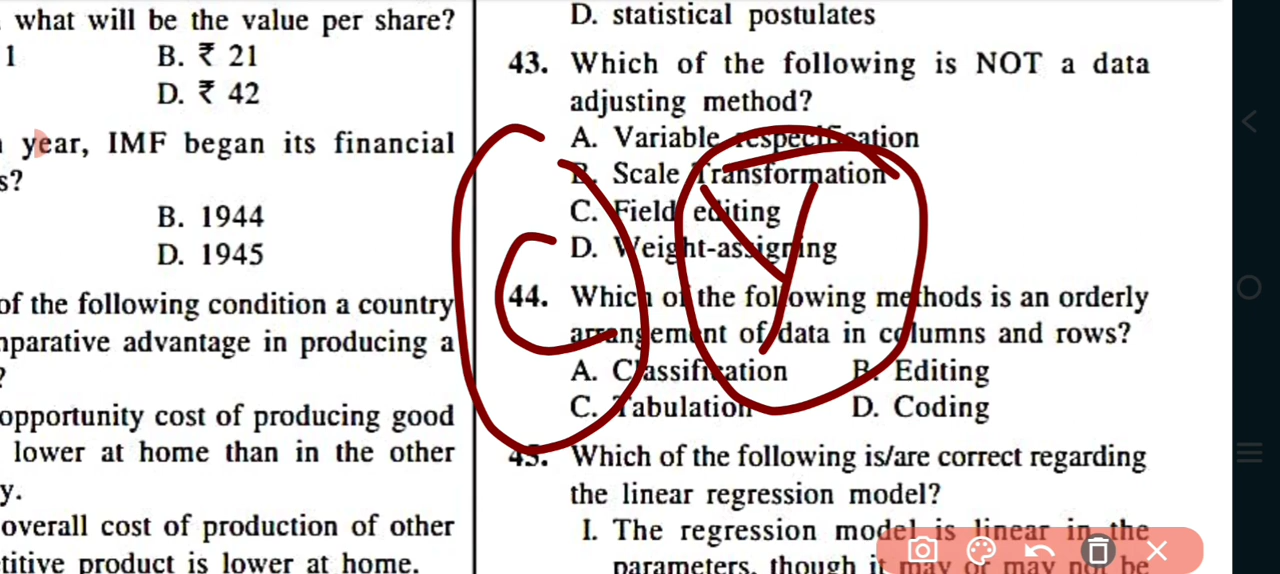 what will be the value per share?
1 B. ₹ 21
D. ₹ 42
year, IMF began its financial
s?
B. 1944
D. 1945
of the following condition a country
nparative advantage in producing a
?
opportunity cost of producing good
lower at home than in the other
y.
overall cost of production of other
titive product is lower at home.
D. statistical postulates
43. Which of the following is NOT a data
adjusting method?
A. Variable respecification
B. Scale Transformation
C. Field editing
D. Weight-assigning
44. Which of the following methods is an orderly
arrangement of data in columns and rows?
A. Classification B. Editing
C. Tabulation D. Coding
45. Which of the following is/are correct regarding
the linear regression model?
I. The regression model is linear in the
parameters, though it may or may not be
C
Y